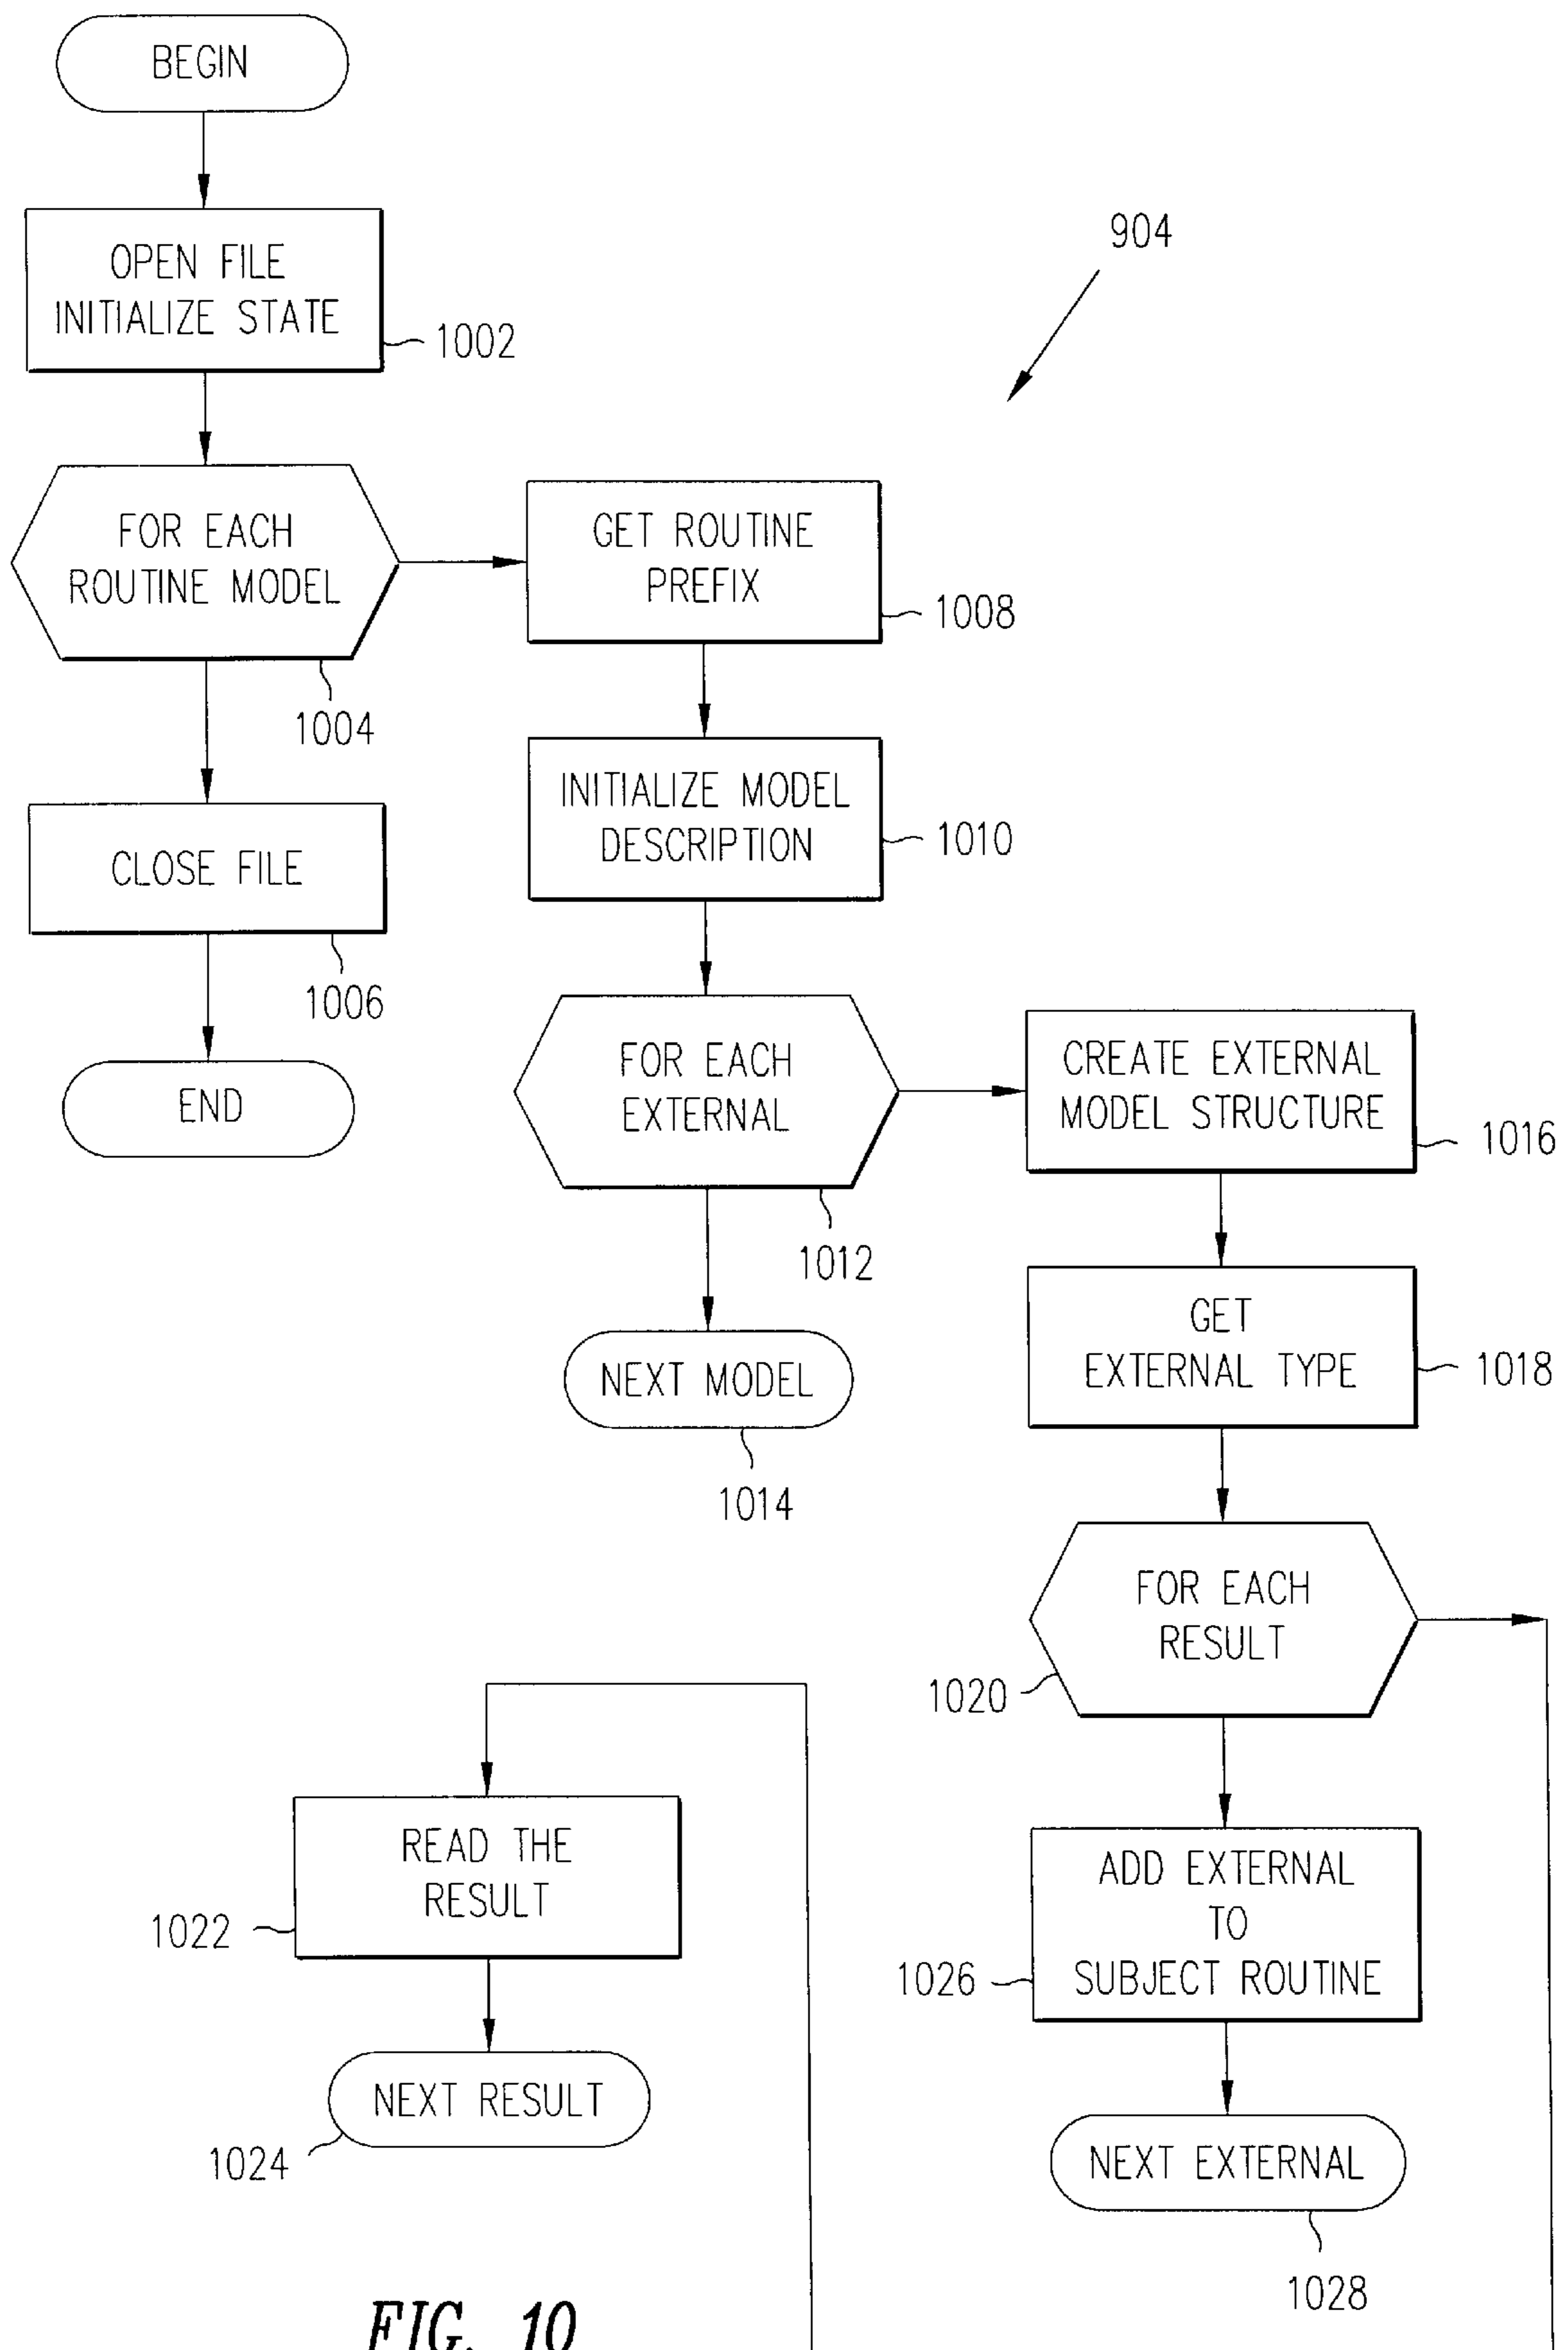 BEGIN
OPEN FILE
INITIALIZE STATE
1002
904
FOR EACH
ROUTINE MODEL
1004
GET ROUTINE
PREFIX
1008
CLOSE FILE
1006
INITIALIZE MODEL
DESCRIPTION
1010
END
FOR EACH
EXTERNAL
1012
CREATE EXTERNAL
MODEL STRUCTURE
1016
NEXT MODEL
1014
GET
EXTERNAL TYPE
1018
FOR EACH
RESULT
1020
READ THE
RESULT
1022
ADD EXTERNAL
TO
SUBJECT ROUTINE
1026
NEXT RESULT
1024
NEXT EXTERNAL
1028
FIG. 10